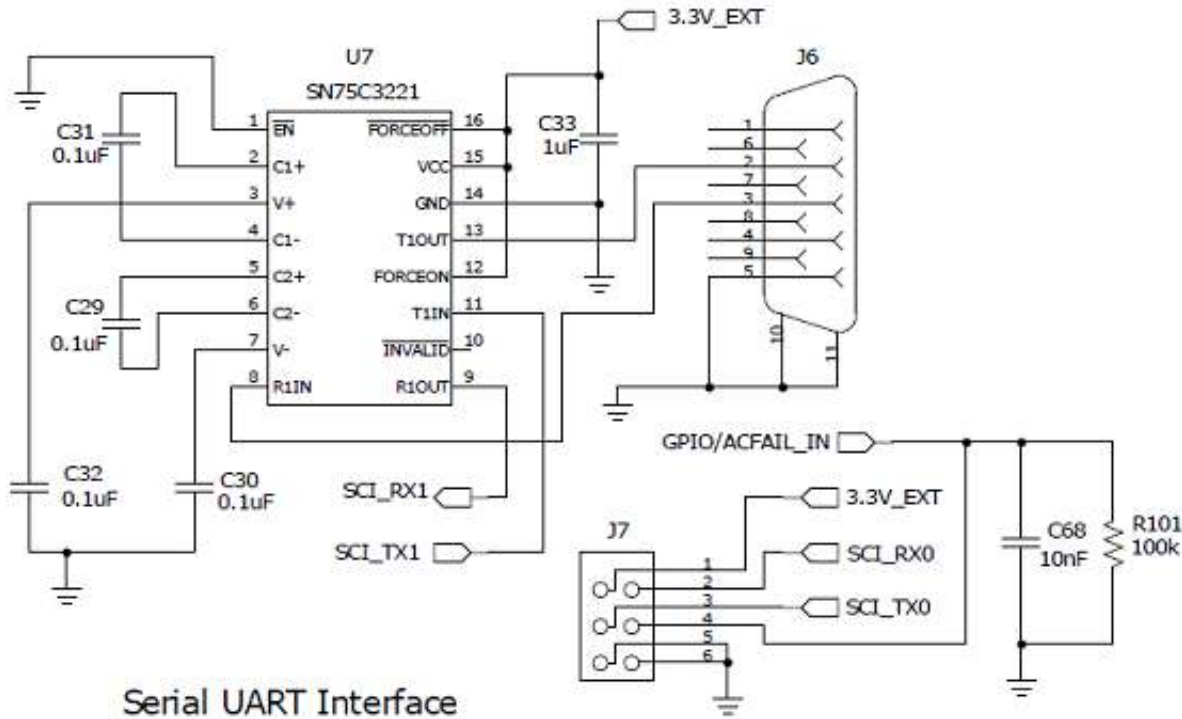 3.3V_EXT
U7
SN75C3221
J6
C31
0.1uF
1 EN
2 C1+
3 V+
4 C1-
5 C2+
6 C2-
7 V-
8 R1IN
FORCEOFF 16
VCC 15
GND 14
T1OUT 13
FORCEON 12
T1IN 11
INVALID 10
R1OUT 9
C33
1uF
1
6
2
7
3
8
4
9
5
10
11
C29
0.1uF
C32
0.1uF
C30
0.1uF
SCI_RX1
SCI_TX1
GPIO/ACFAIL_IN
3.3V_EXT
SCI_RX0
SCI_TX0
J7
1
2
3
4
5
6
C68
10nF
R101
100k
Serial UART Interface